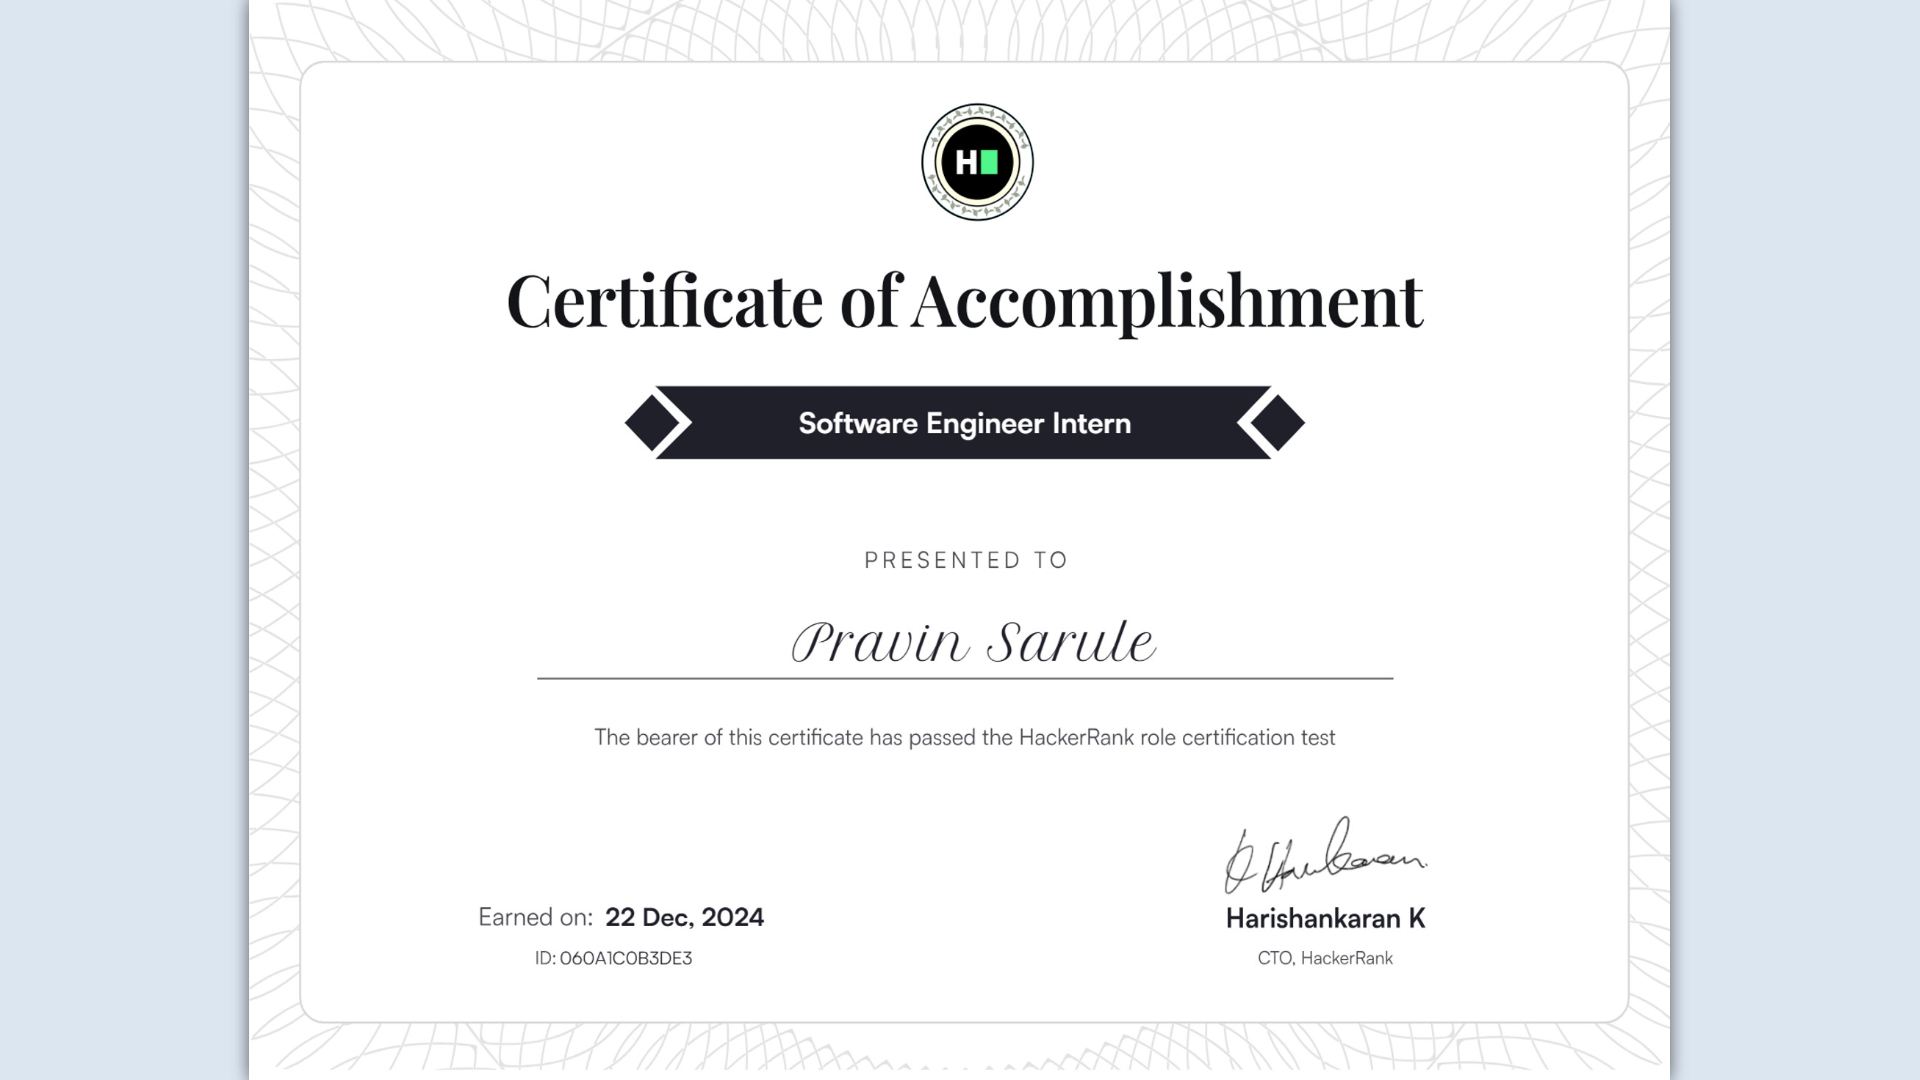 H
Certificate of Accomplishment
Software Engineer Intern
PRESENTED TO
Pravin Sarule
The bearer of this certificate has passed the HackerRank role certification test
Earned on: 22 Dec, 2024
ID: 060A1C0B3DE3
Harishankaran K
CTO, HackerRank